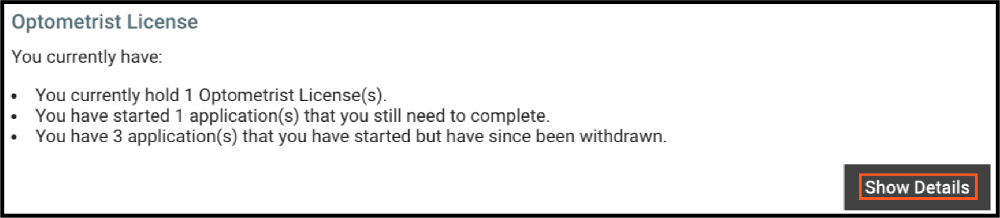 Optometrist License
You currently have:
• You currently hold 1 Optometrist License(s).
• You have started 1 application(s) that you still need to complete.
• You have 3 application(s) that you have started but have since been withdrawn.
Show Details